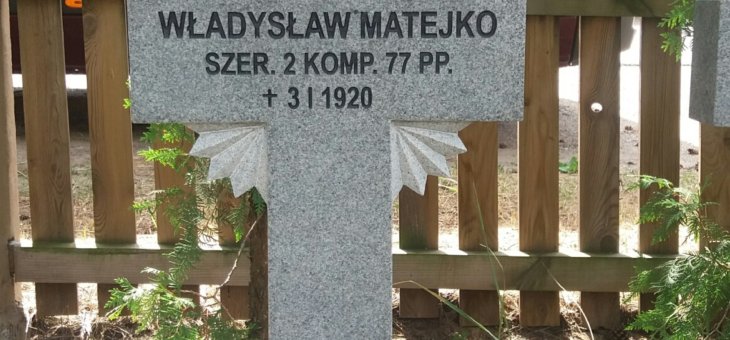 WŁADYSŁAW MATEJKO
SZER. 2 KOMP. 77 PP.
✝ 3 I 1920